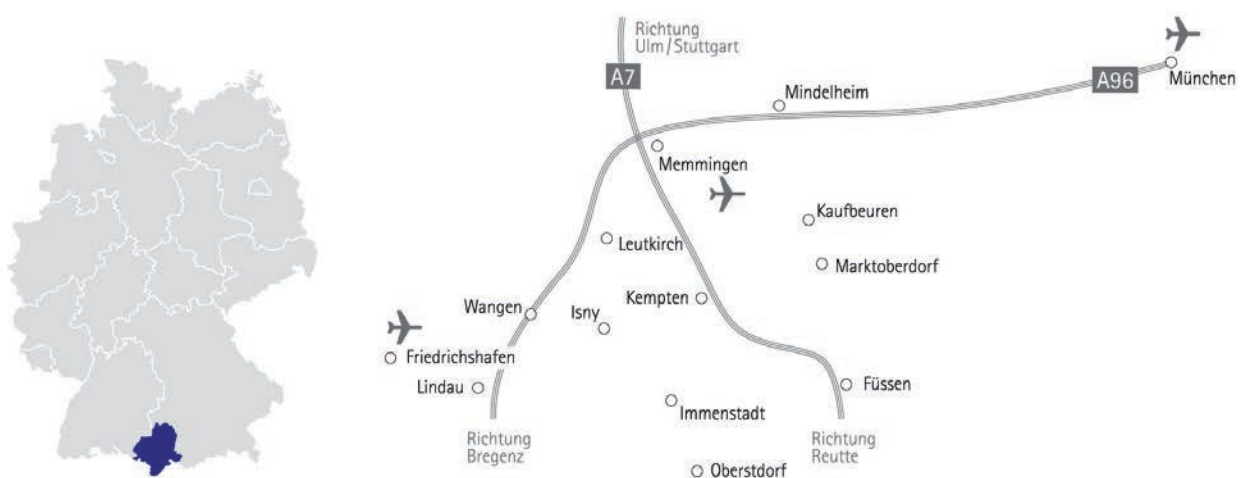 Richtung
Ulm/Stuttgart
A7
A96
München
Mindelheim
Memmingen
Kaufbeuren
Leutkirch
Marktoberdorf
Kempten
Wangen
Isny
Friedrichshafen
Lindau
Füssen
Immenstadt
Richtung
Bregenz
Richtung
Reutte
Oberstdorf